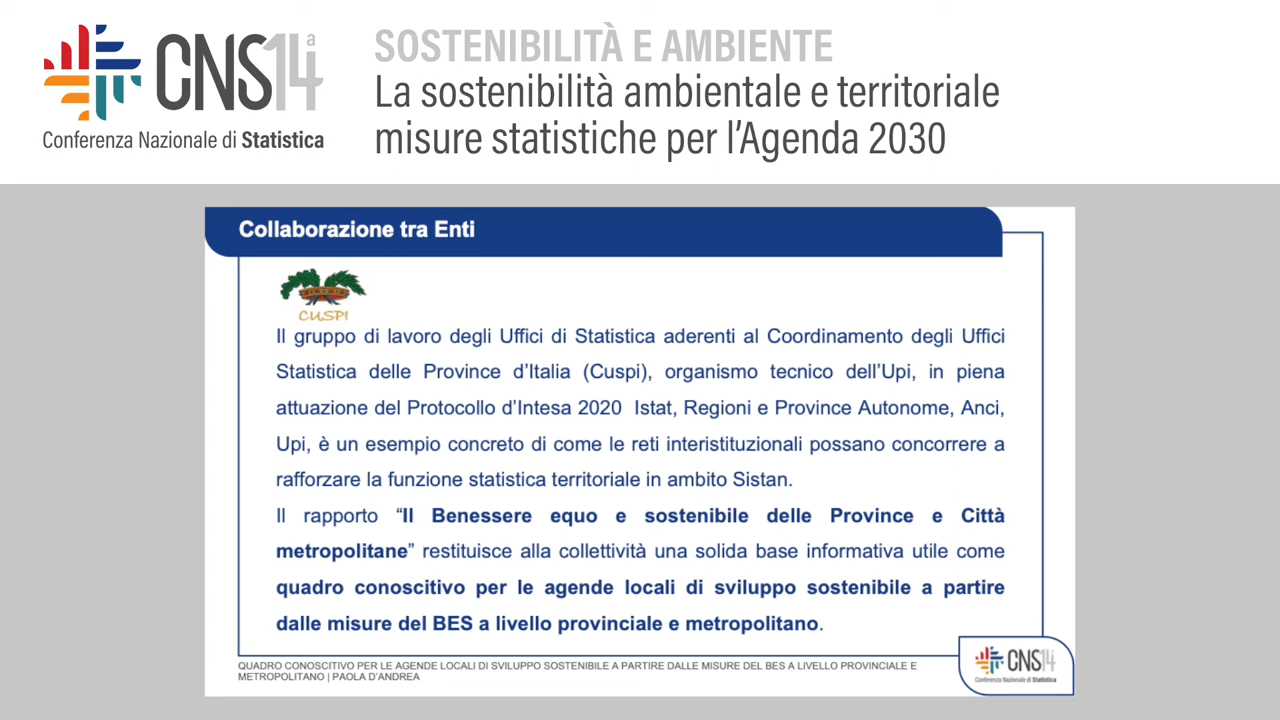 CNS14a
Conferenza Nazionale di Statistica
SOSTENIBILITÀ E AMBIENTE
La sostenibilità ambientale e territoriale
misure statistiche per l'Agenda 2030
Collaborazione tra Enti
CUSPI
Il gruppo di lavoro degli Uffici di Statistica aderenti al Coordinamento degli Uffici
Statistica delle Province d'Italia (Cuspi), organismo tecnico dell'Upi, in piena
attuazione del Protocollo d'Intesa 2020 Istat, Regioni e Province Autonome, Anci,
Upi, è un esempio concreto di come le reti interistituzionali possano concorrere a
rafforzare la funzione statistica territoriale in ambito Sistan.
Il rapporto “Il Benessere equo e sostenibile delle Province e Città
metropolitane” restituisce alla collettività una solida base informativa utile come
quadro conoscitivo per le agende locali di sviluppo sostenibile a partire
dalle misure del BES a livello provinciale e metropolitano.
QUADRO CONOSCITIVO PER LE AGENDE LOCALI DI SVILUPPO SOSTENIBILE A PARTIRE DALLE MISURE DEL BES A LIVELLO PROVINCIALE E
METROPOLITANO | PAOLA D'ANDREA
CNS14
Conferenza Nazionale di Statistica